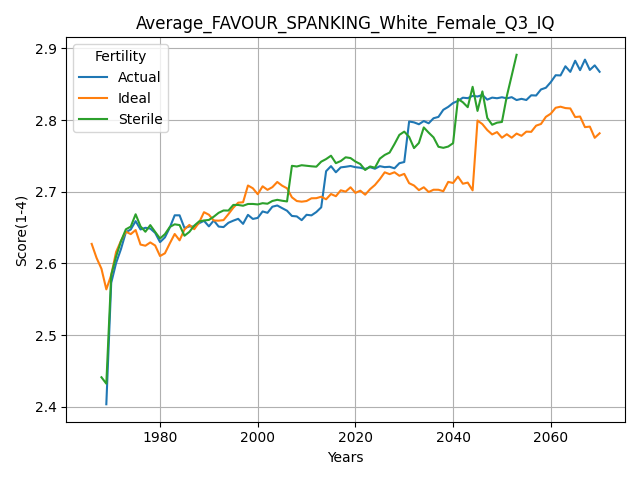 Average_FAVOUR_SPANKING_White_Female_Q3_IQ
Fertility
Actual
Ideal
Sterile
Score(1-4)
2.9
2.8
2.7
2.6
2.5
2.4
1980
2000
2020
2040
2060
Years